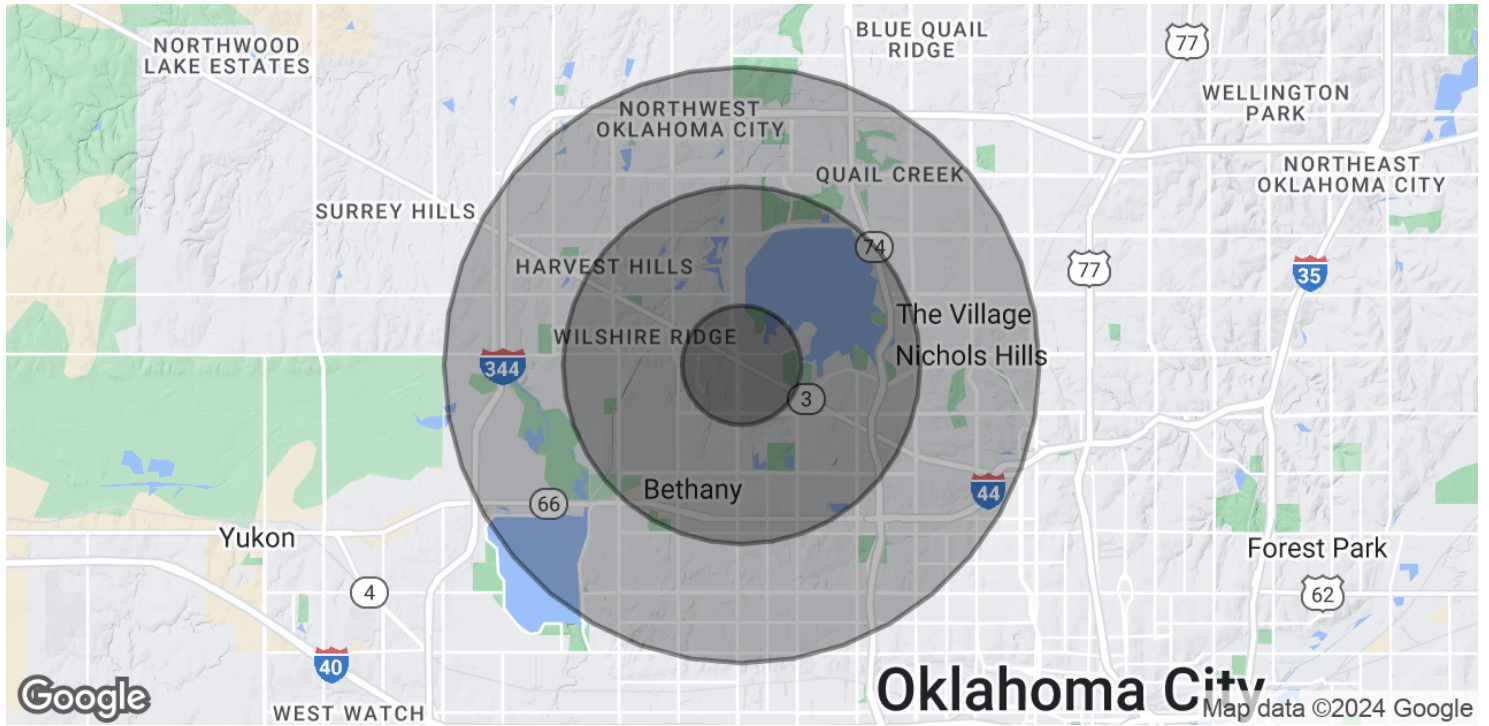 BLUE QUAIL
RIDGE
77
NORTHWOOD
LAKE ESTATES
WELLINGTON
PARK
NORTHWEST
OKLAHOMA CITY
NORTHEAST
OKLAHOMA CITY
QUAIL CREEK
SURREY HILLS
74
HARVEST HILLS
77
35
The Village
WILSHIRE RIDGE
Nichols Hills
344
3
Bethany
44
66
Yukon
Forest Park
4
62
40
Oklahoma City
Google
WEST WATCH
Map data ©2024 Google